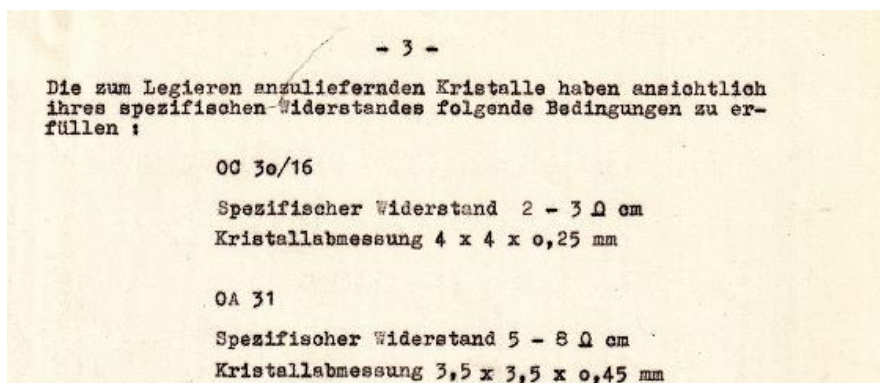 - 3 -
Die zum Legieren anzuliefernden Kristalle haben ansichtlich
ihres spezifischen Widerstandes folgende Bedingungen zu er-
füllen :
OC 3o/16
Spezifischer Widerstand 2 - 3 Ω cm
Kristallabmessung 4 x 4 x o,25 mm
OA 31
Spezifischer Widerstand 5 - 8 Ω cm
Kristallabmessung 3,5 x 3,5 x o,45 mm